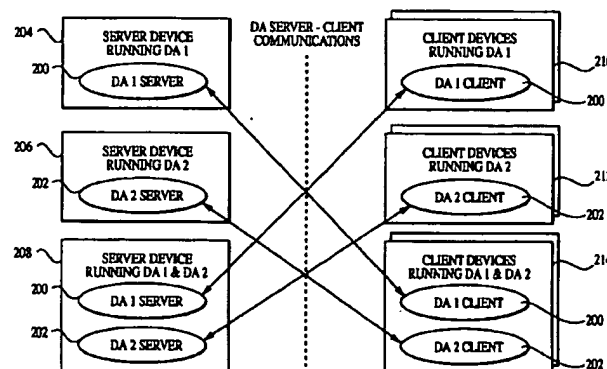 DA SERVER - CLIENT
COMMUNICATIONS
204
SERVER DEVICE
RUNNING DA 1
200
DA 1 SERVER
CLIENT DEVICES
RUNNING DA 1
210
DA 1 CLIENT
200
206
SERVER DEVICE
RUNNING DA 2
202
DA 2 SERVER
CLIENT DEVICES
RUNNING DA 2
212
DA 2 CLIENT
202
208
SERVER DEVICE
RUNNING DA 1 & DA 2
200
DA 1 SERVER
202
DA 2 SERVER
CLIENT DEVICES
RUNNING DA 1 & DA 2
214
DA 1 CLIENT
200
DA 2 CLIENT
202